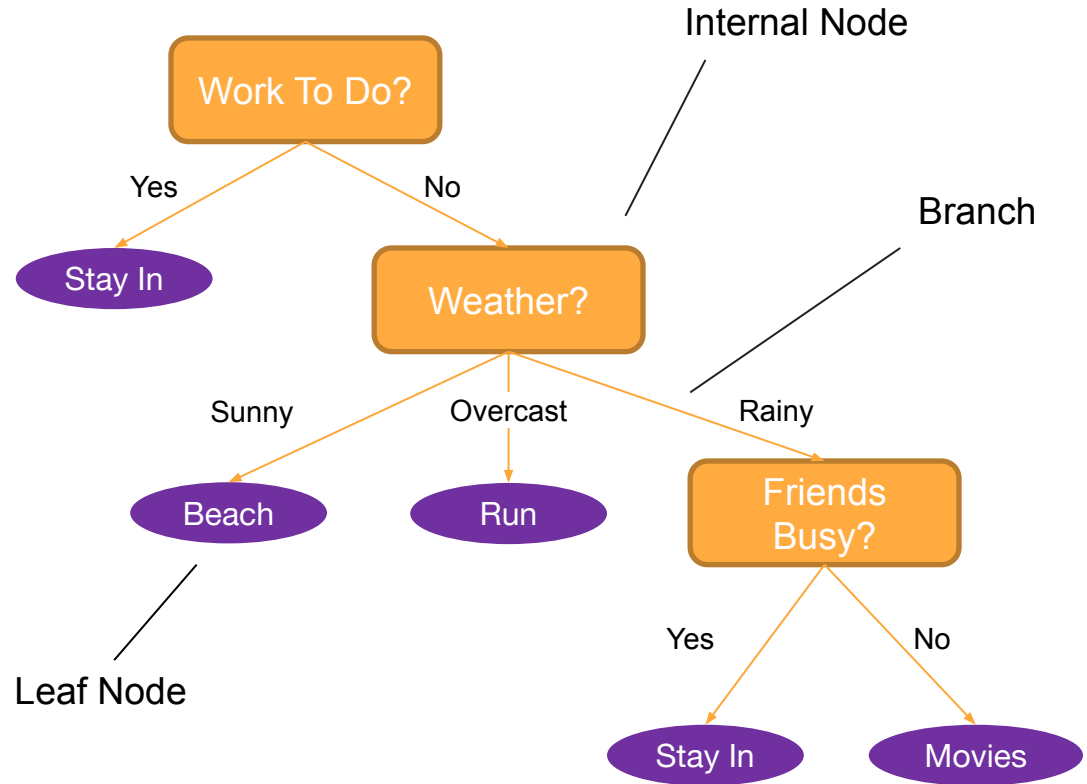 Internal Node
Work To Do?
Yes
No
Branch
Stay In
Weather?
Sunny
Overcast
Rainy
Friends
Busy?
Beach
Run
Yes
No
Leaf Node
Stay In
Movies